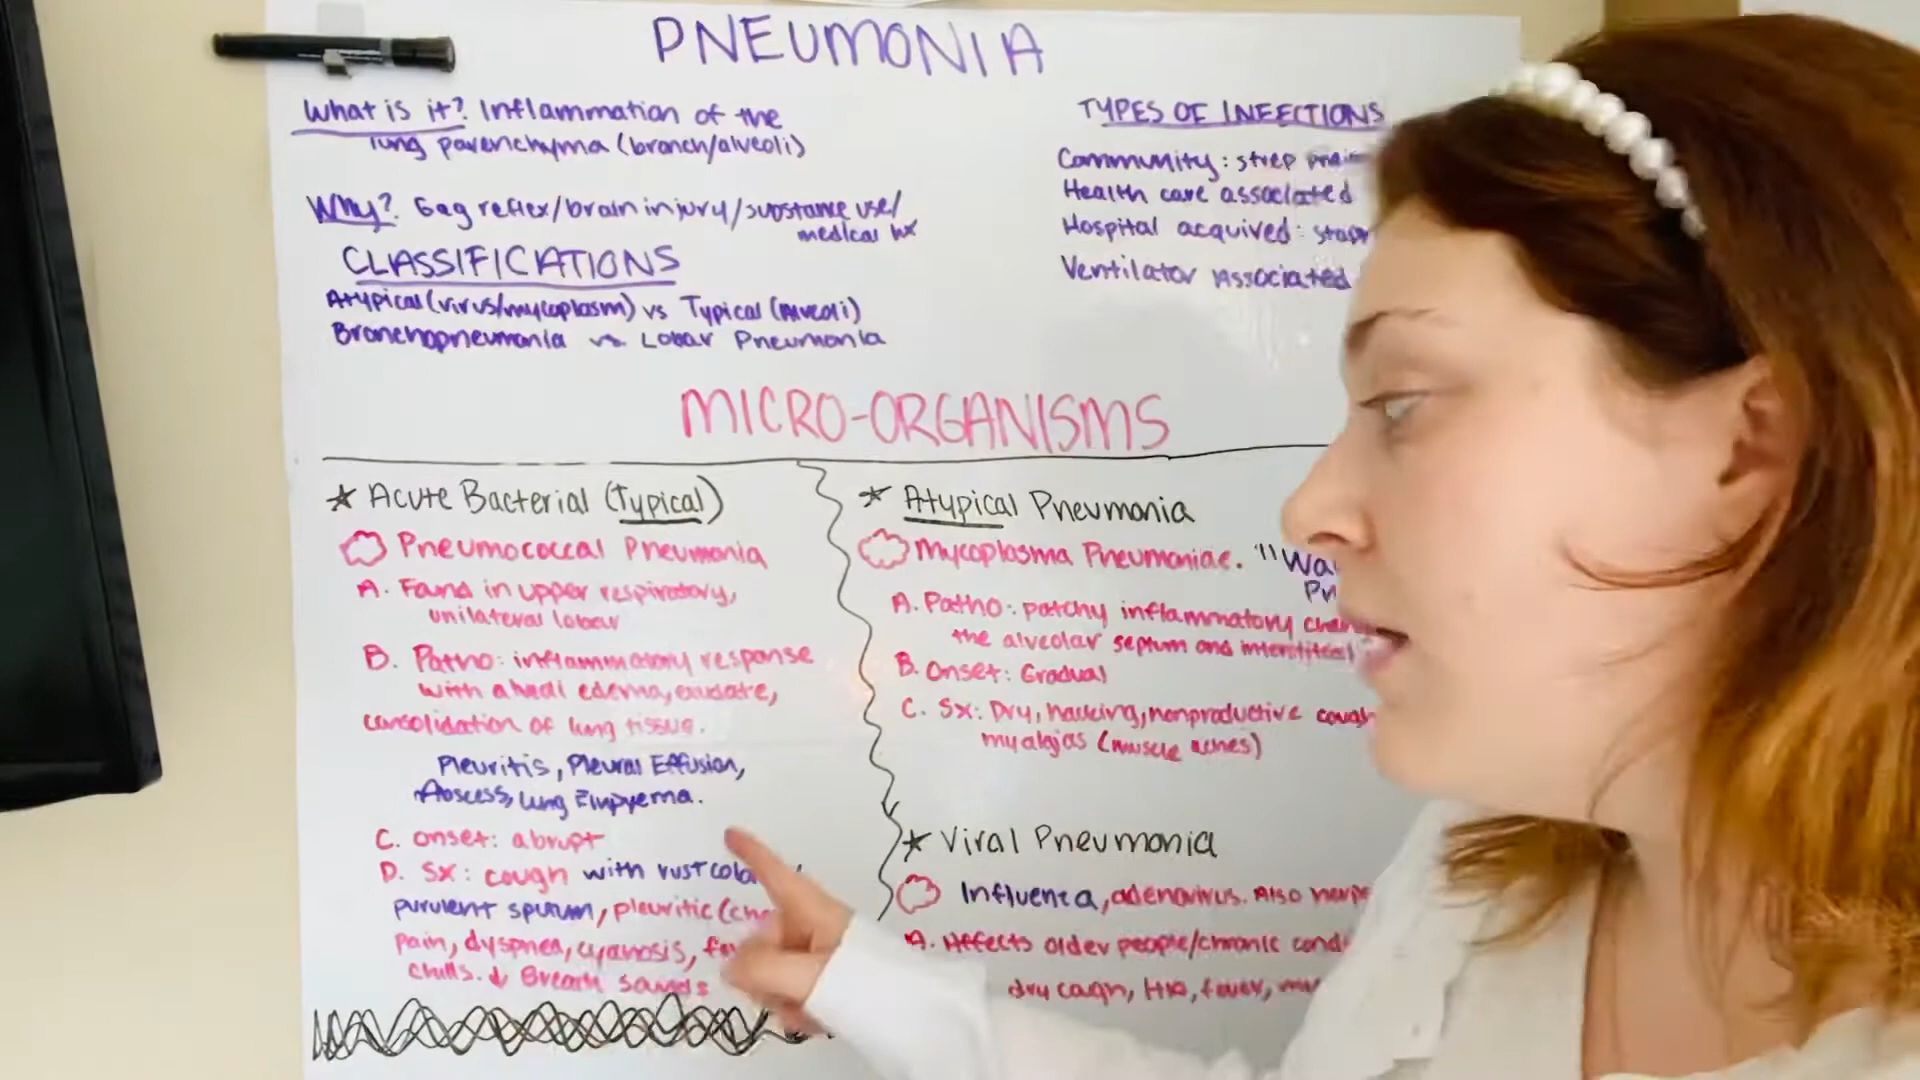 PNEUMONIA
What is it? Inflammation of the
lung parenchyma (bronch/alveoli)
Why? Gag reflex/brain injury/substance use/
medical hx
CLASSIFICATIONS
Atypical (virus/mycoplasm) vs Typical (Alveoli)
Bronchopneumonia vs Lobar Pneumonia
TYPES OF INFECTIONS
Community: strep
Health care associated
Hospital acquired:
Ventilator Associated
MICRO-ORGANISMS
★ Acute Bacterial (Typical)
Pneumococcal Pneumonia
A. Found in upper respiratory,
unilateral lobar
B. Patho: inflammatory response
with edema, exudate,
consolidation of lung tissue.
Pleuritis, Pleural Effusion,
Abscess, Lung Empyema.
C. onset: abrupt
D. Sx: cough with rust
purulent sputum, pleuritic
pain, dyspnea, cyanosis,
chills. ↓ Breath sounds
★ Atypical Pneumonia
Mycoplasma Pneumoniae. "Wa
Pn
A. Patho: patchy inflammatory
the alveolar septum and
B. Onset: Gradual
C. Sx: Dry, hacking, nonproductive cough
myalgias (muscle aches)
★ Viral Pneumonia
Influenza, adenovirus. Also
A. Affects older people/chronic
dry cough, HA, fever,